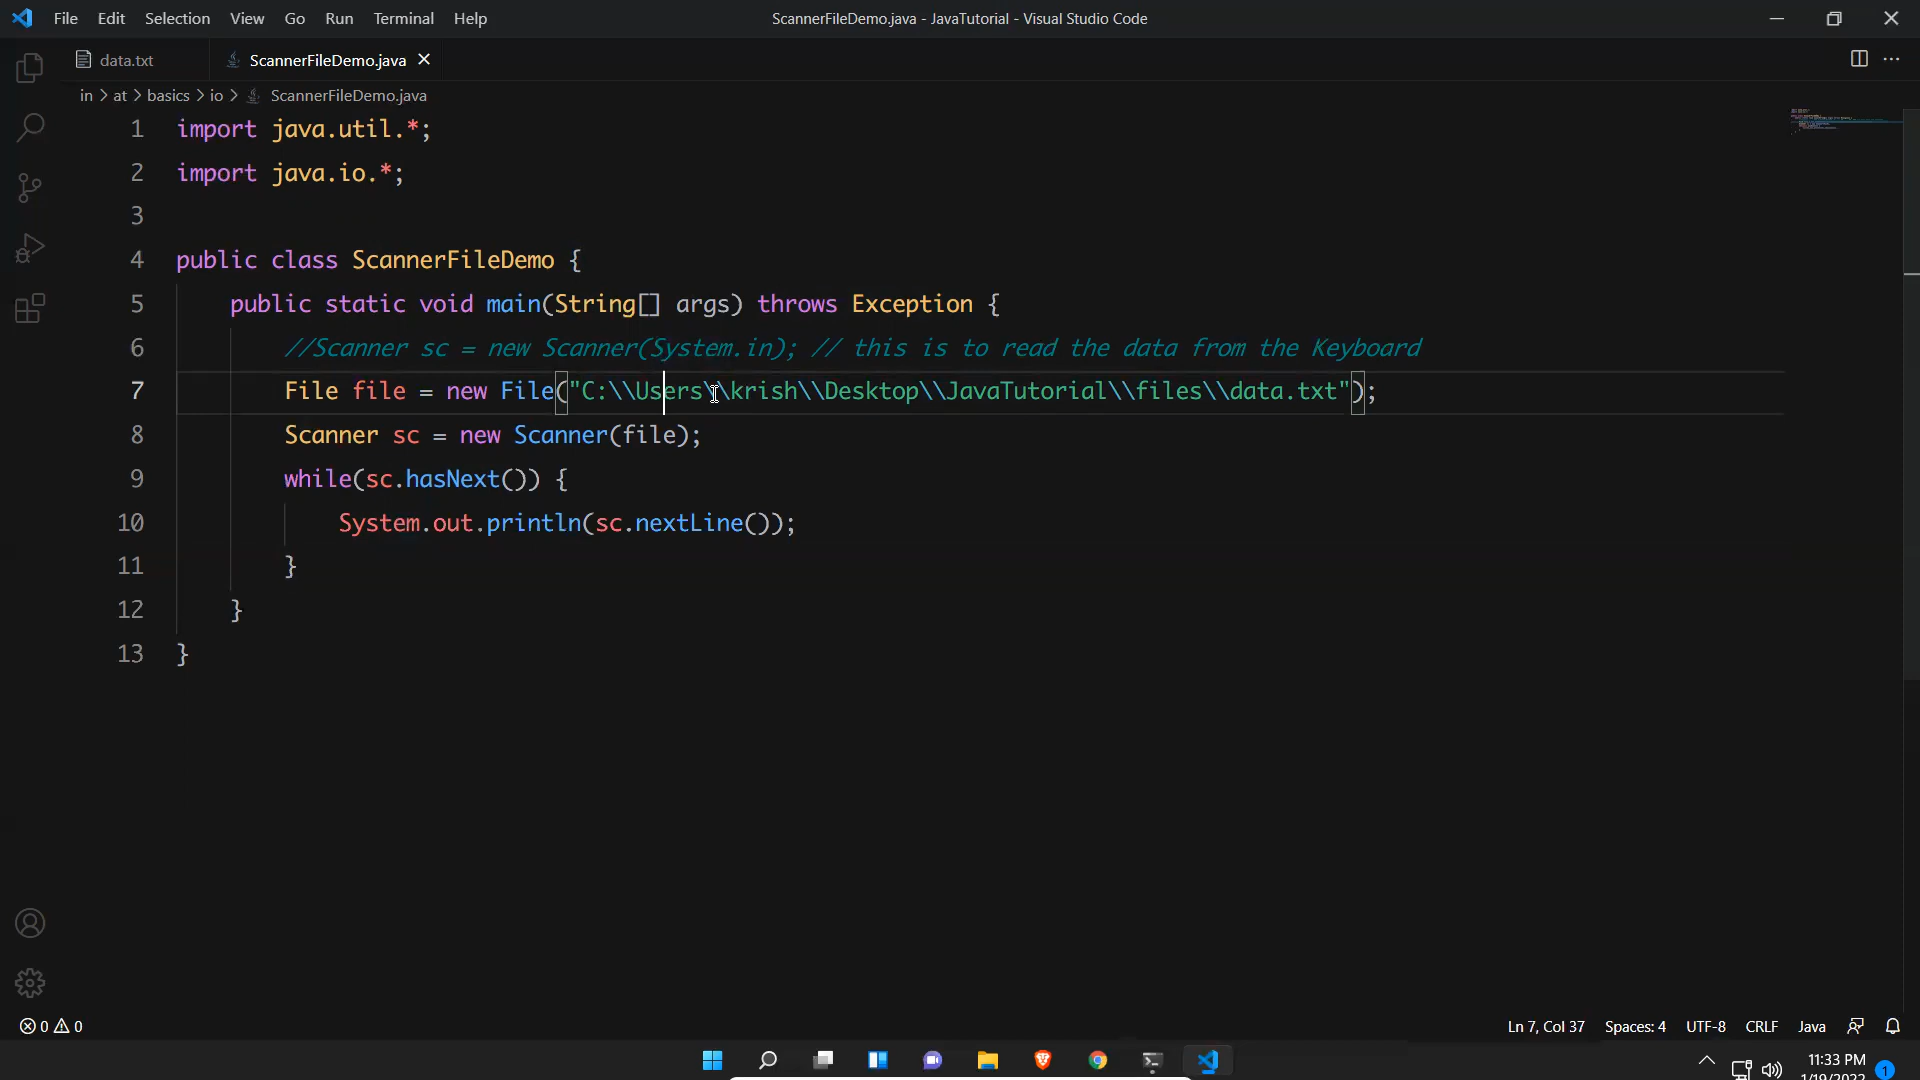 File Edit Selection View Go Run Terminal Help ScannerFileDemo.java - JavaTutorial - Visual Studio Code
data.txt ScannerFileDemo.java
in > at > basics > io > ScannerFileDemo.java
1 import java.util.*;
2 import java.io.*;
3
4 public class ScannerFileDemo {
5 public static void main(String[] args) throws Exception {
6 //Scanner sc = new Scanner(System.in); // this is to read the data from the Keyboard
7 File file = new File("C:\\Users\\krish\\Desktop\\JavaTutorial\\files\\data.txt");
8 Scanner sc = new Scanner(file);
9 while(sc.hasNext()) {
10 System.out.println(sc.nextLine());
11 }
12 }
13 }
0 0 Ln 7, Col 37 Spaces: 4 UTF-8 CRLF Java
11:33 PM
1/19/2022 1